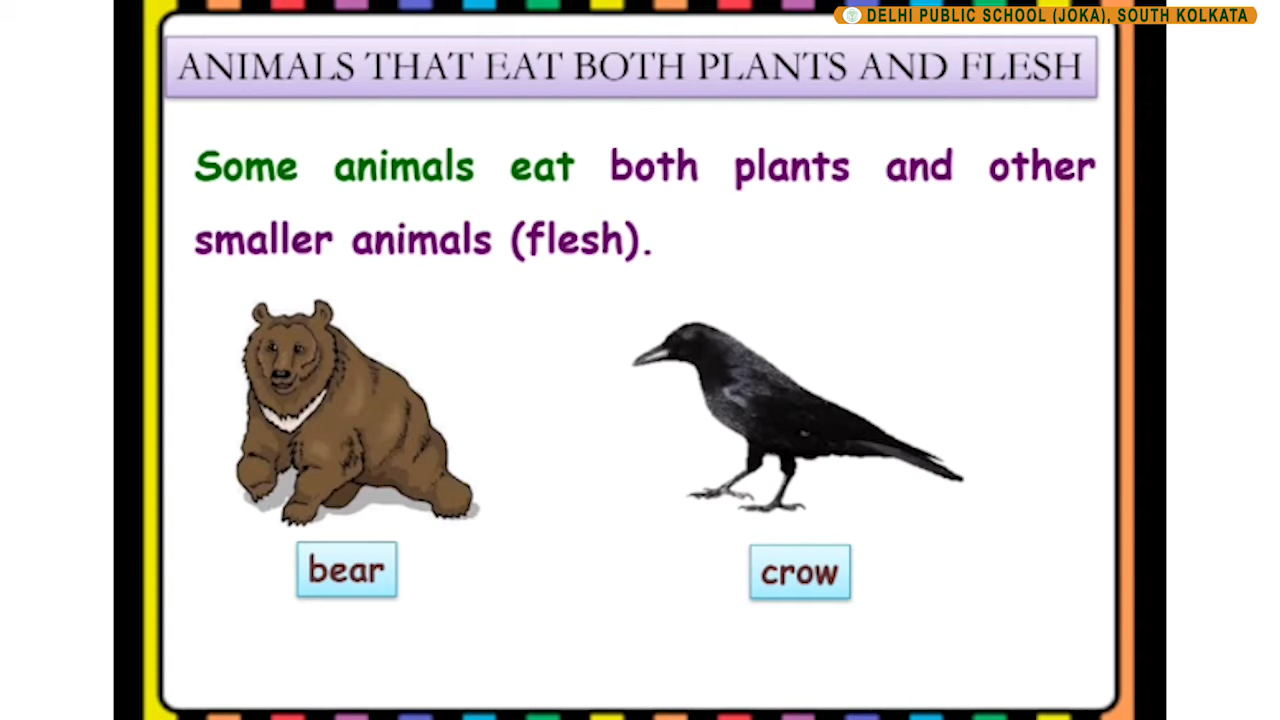 DELHI PUBLIC SCHOOL (JOKA), SOUTH KOLKATA
ANIMALS THAT EAT BOTH PLANTS AND FLESH
Some animals eat both plants and other
smaller animals (flesh).
bear
crow